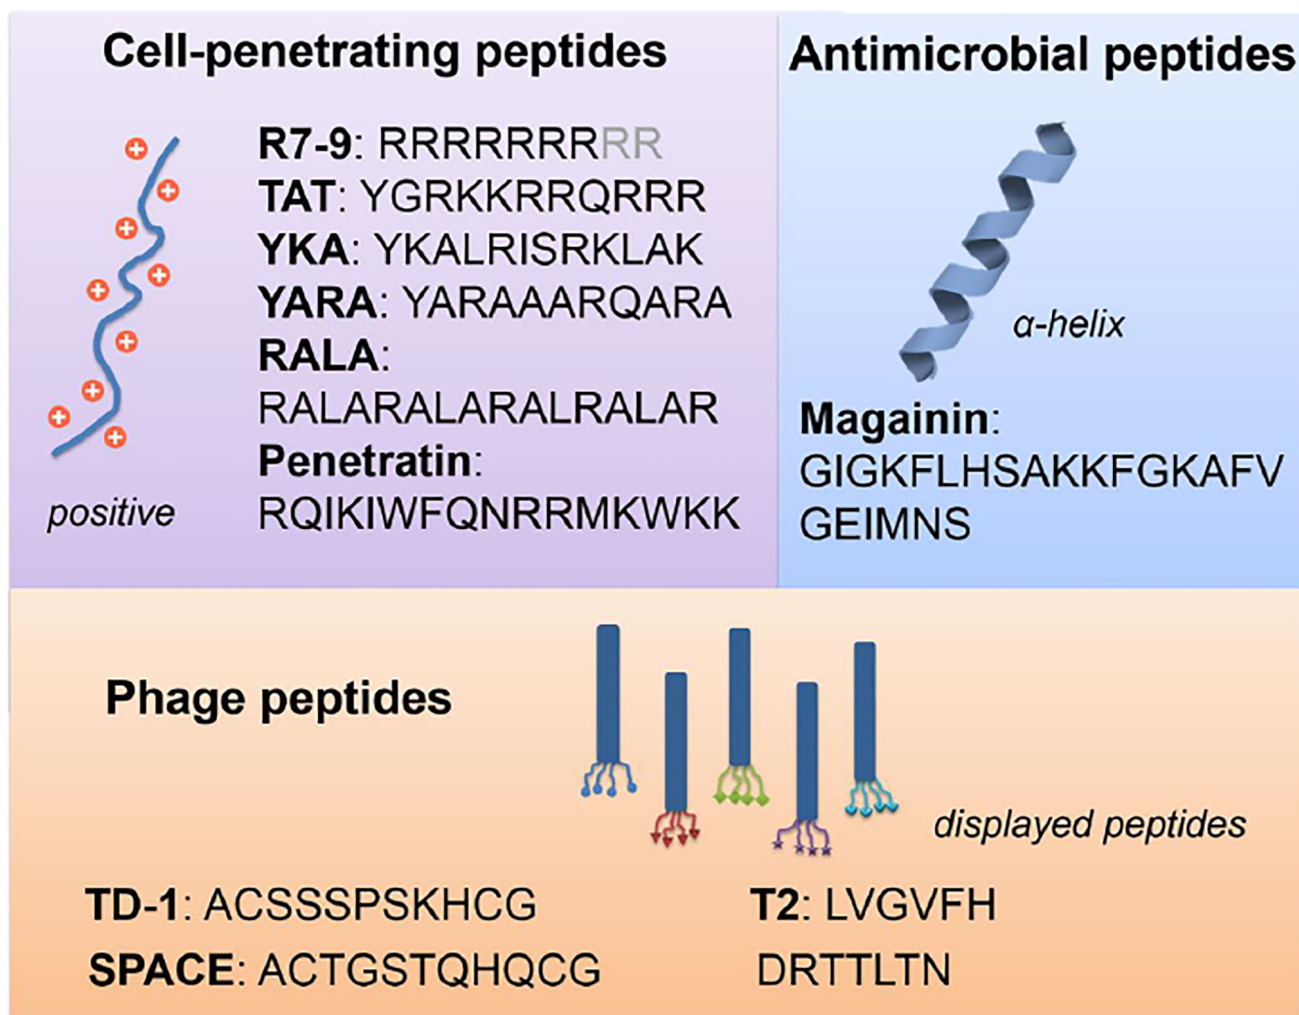 Cell-penetrating peptides
R7-9: RRRRRRRRR
TAT: YGRKKRRQRRR
YKA: YKALRISRKLAK
YARA: YARAAARQARA
RALA:
RALARALARALRALAR
Penetratin:
RQIKIWFQNRRMKWKK
positive
Antimicrobial peptides
α-helix
Magainin:
GIGKFLHSAKKFGKAFV
GEIMNS
Phage peptides
displayed peptides
TD-1: ACSSSPSKHCG
SPACE: ACTGSTQHQCG
T2: LVGVFH
DRTTLTN